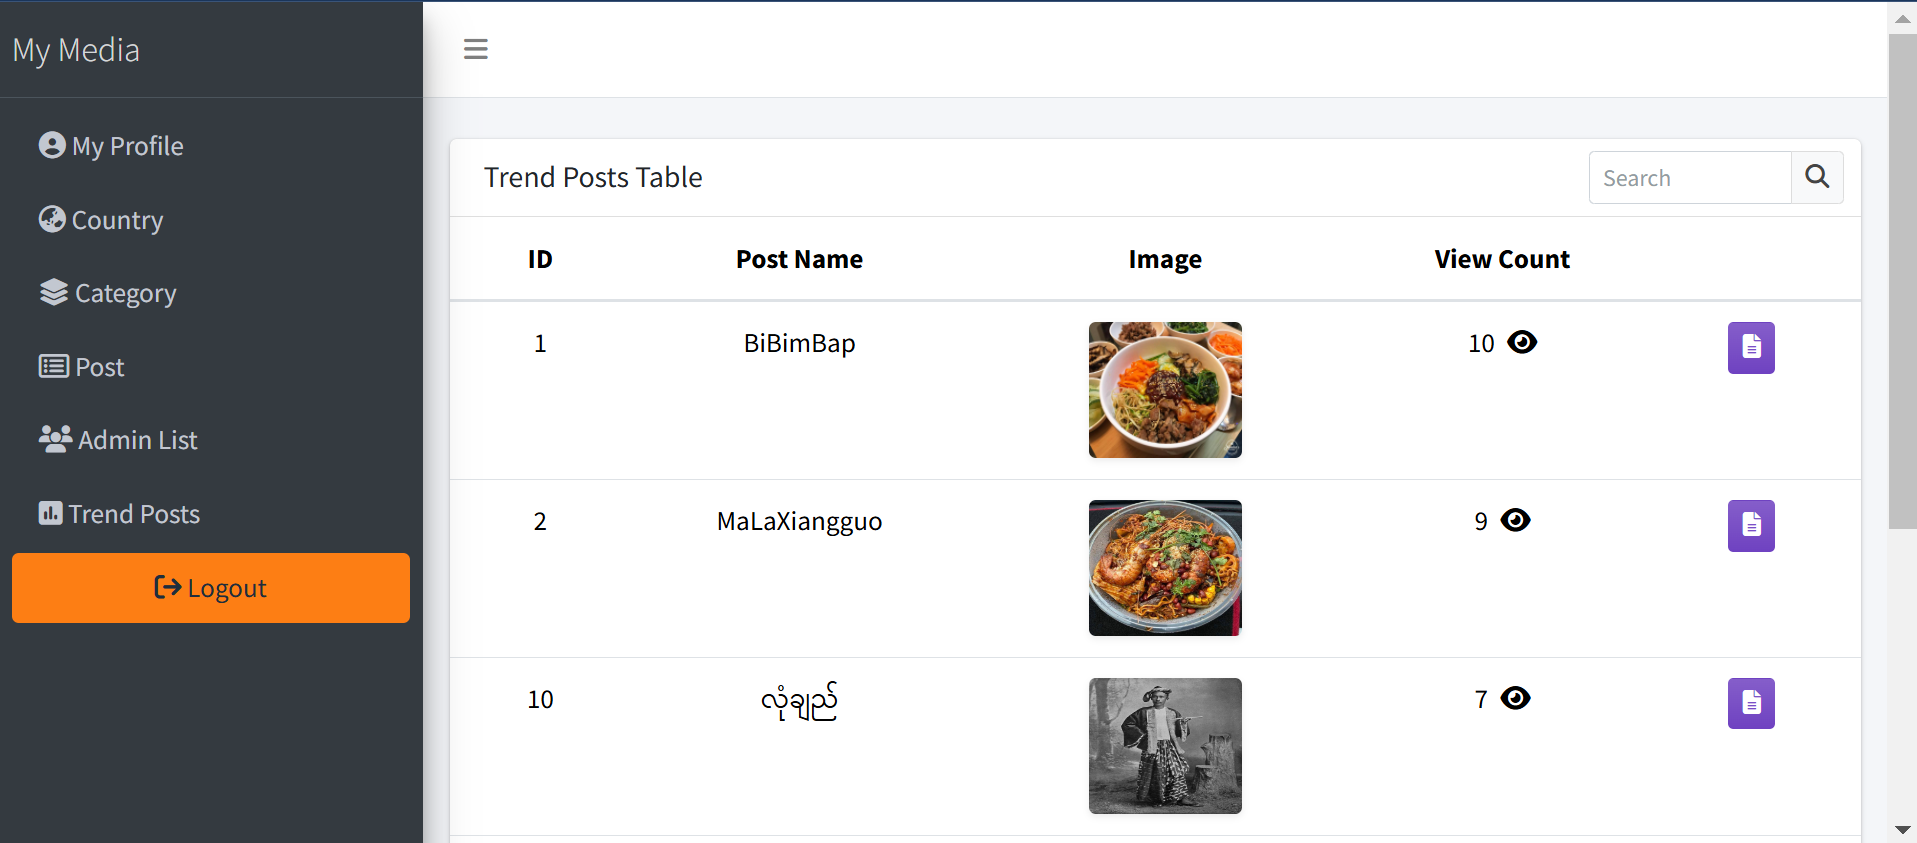 My Media
My Profile
Country
Category
Post
Admin List
Trend Posts
Logout
Trend Posts Table
Search
ID Post Name Image View Count
1 BiBimBap 10
2 MaLaXiangguo 9
10 လုံချည် 7